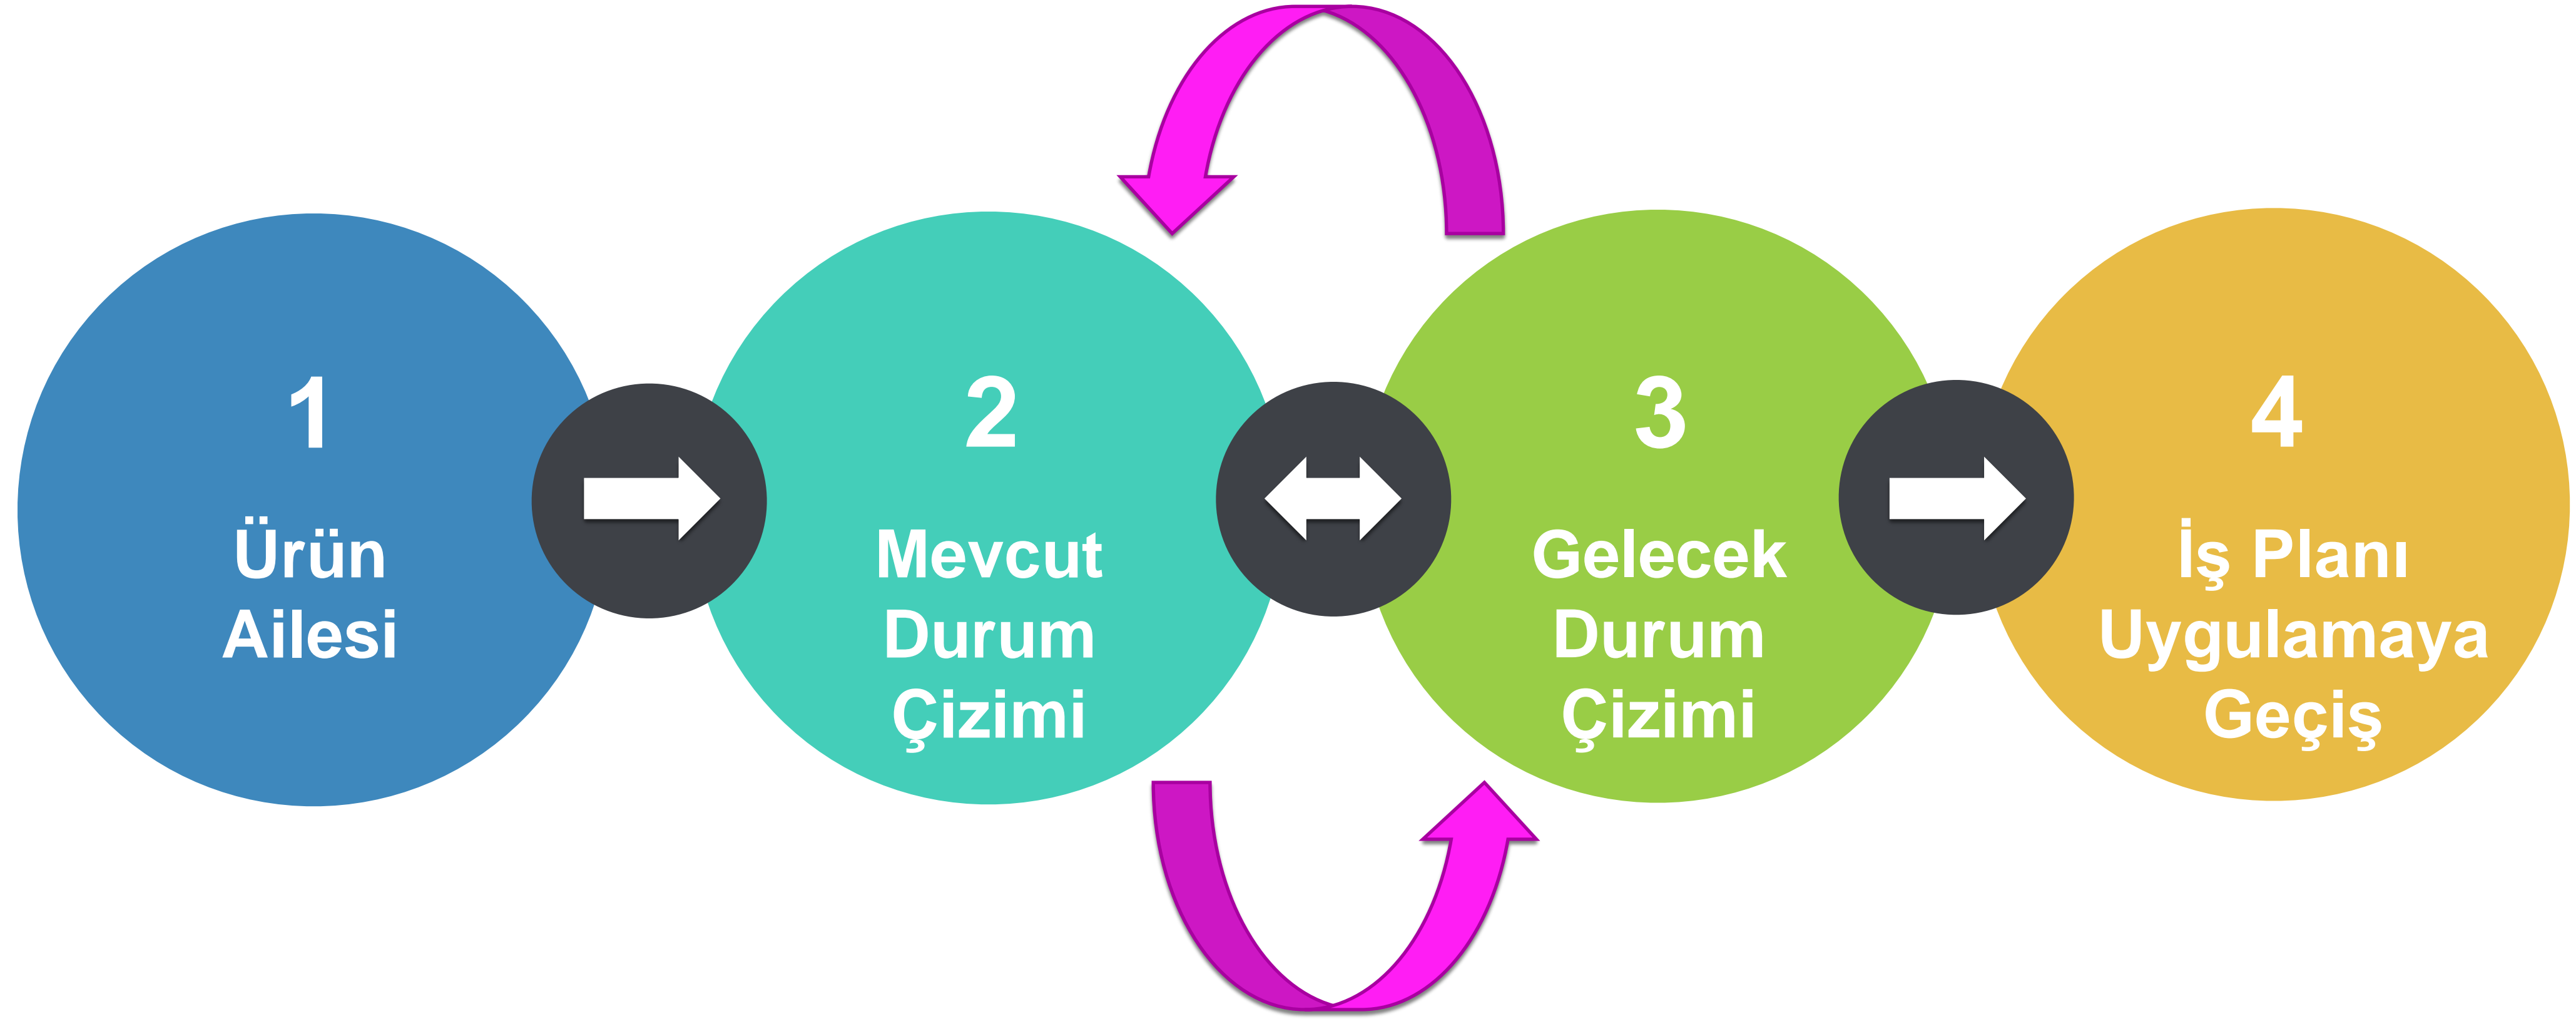 1
Ürün
Ailesi
2
Mevcut
Durum
Çizimi
3
Gelecek
Durum
Çizimi
4
İş Planı
Uygulamaya
Geçiş